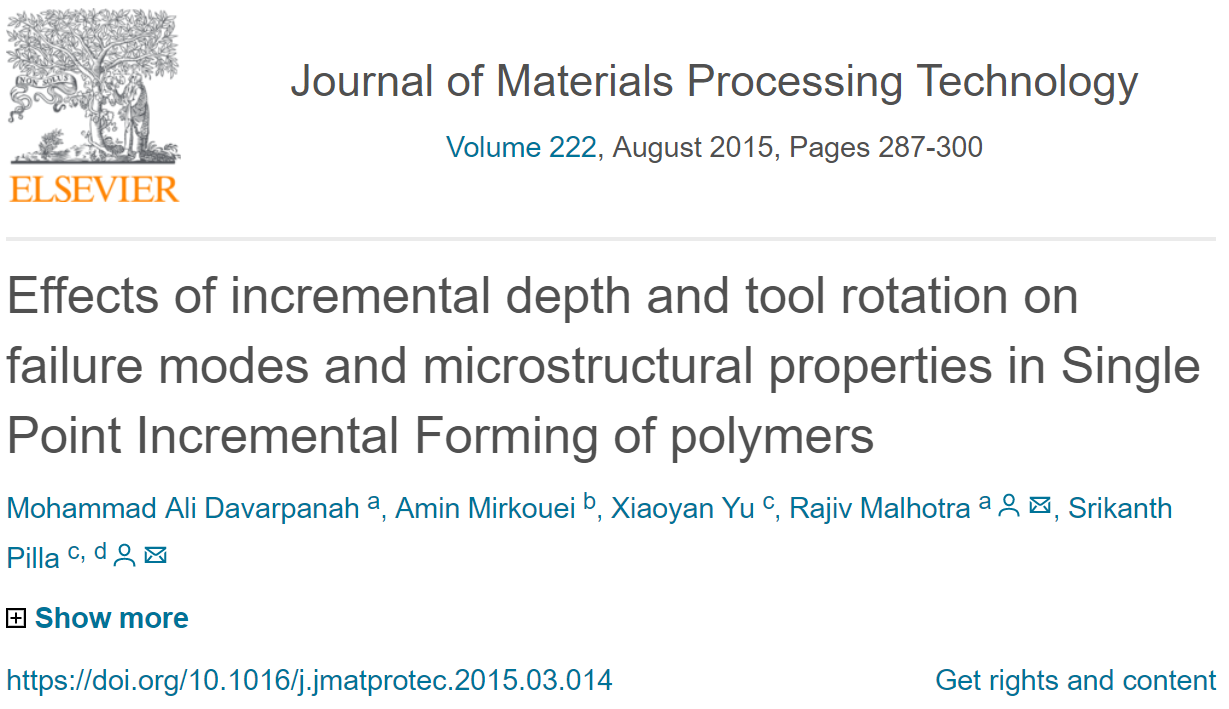 NON SOLUS
ELSEVIER
Journal of Materials Processing Technology
Volume 222, August 2015, Pages 287-300
Effects of incremental depth and tool rotation on
failure modes and microstructural properties in Single
Point Incremental Forming of polymers
Mohammad Ali Davarpanah a, Amin Mirkouei b, Xiaoyan Yu c, Rajiv Malhotra a, Srikanth
Pilla c, d
Show more
https://doi.org/10.1016/j.jmatprotec.2015.03.014
Get rights and content